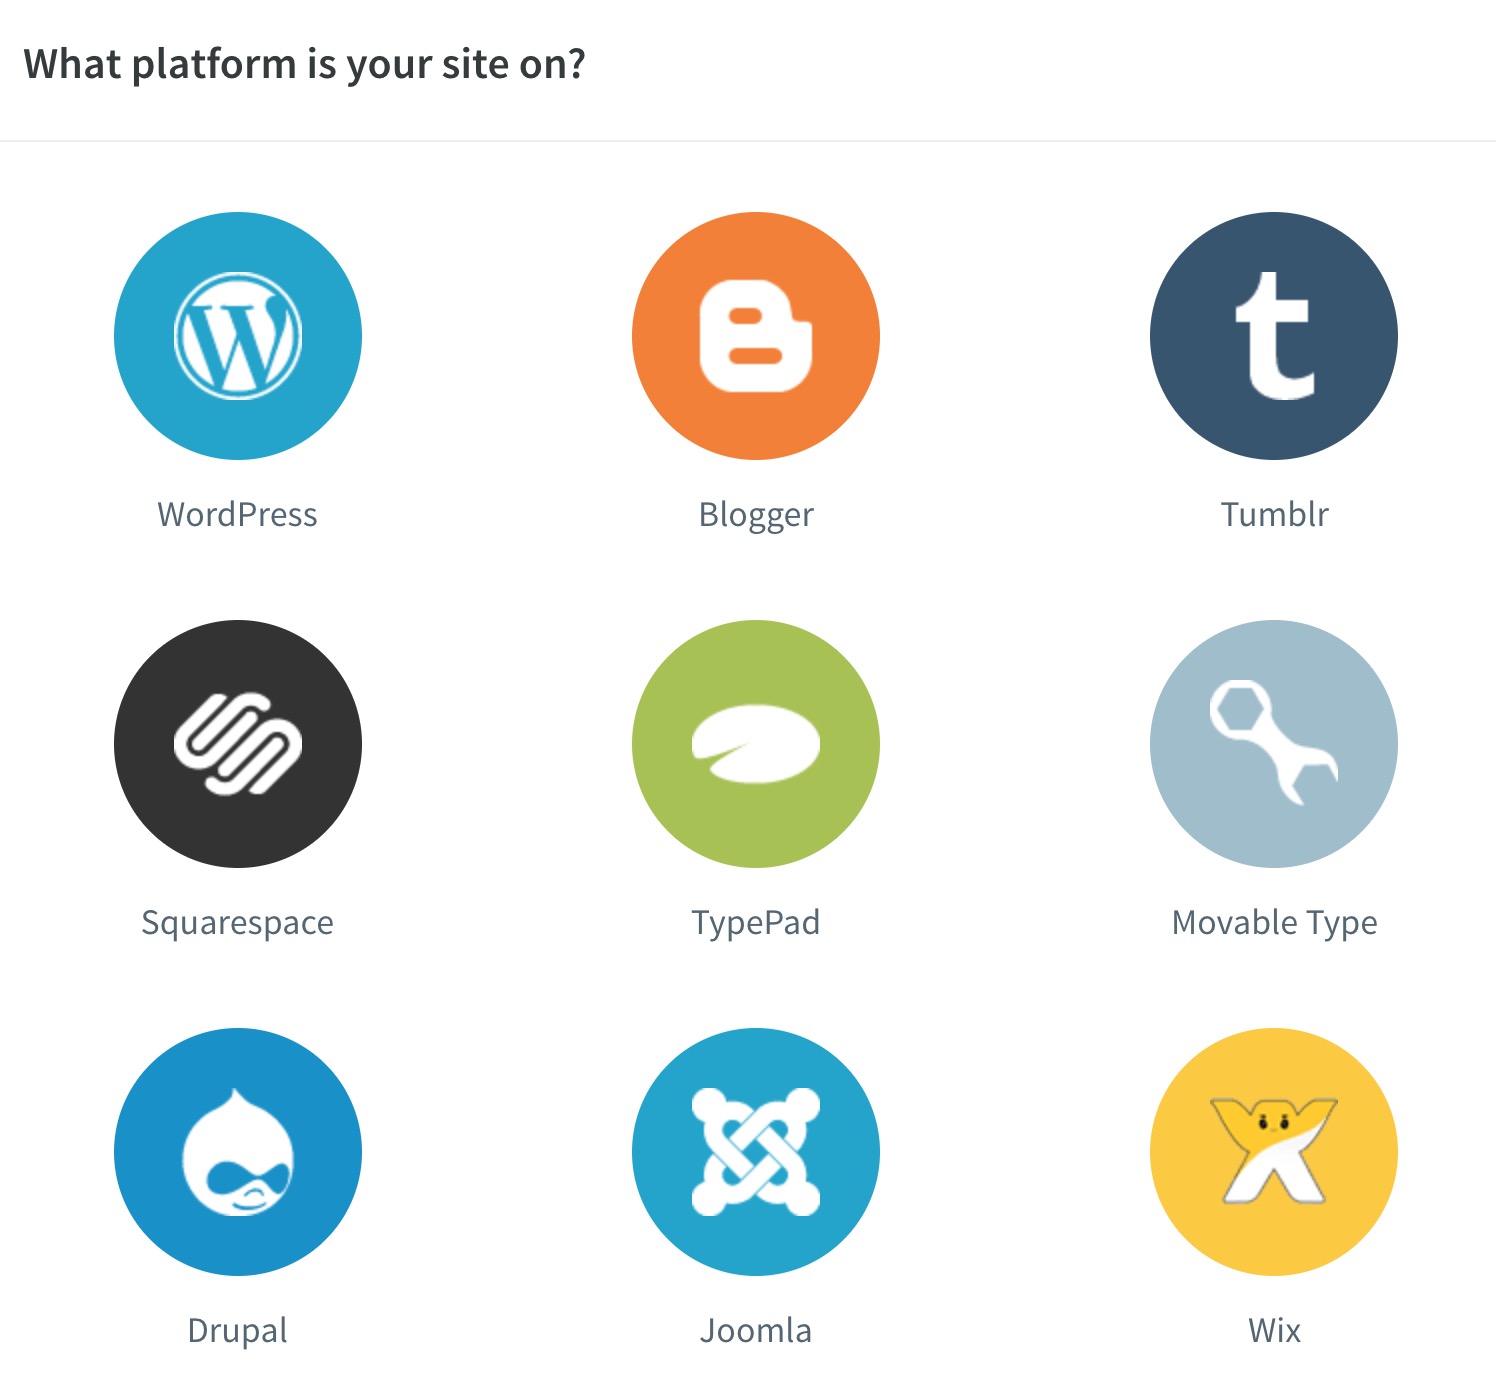 What platform is your site on?
WordPress
Blogger
Tumblr
Squarespace
TypePad
Movable Type
Drupal
Joomla
Wix